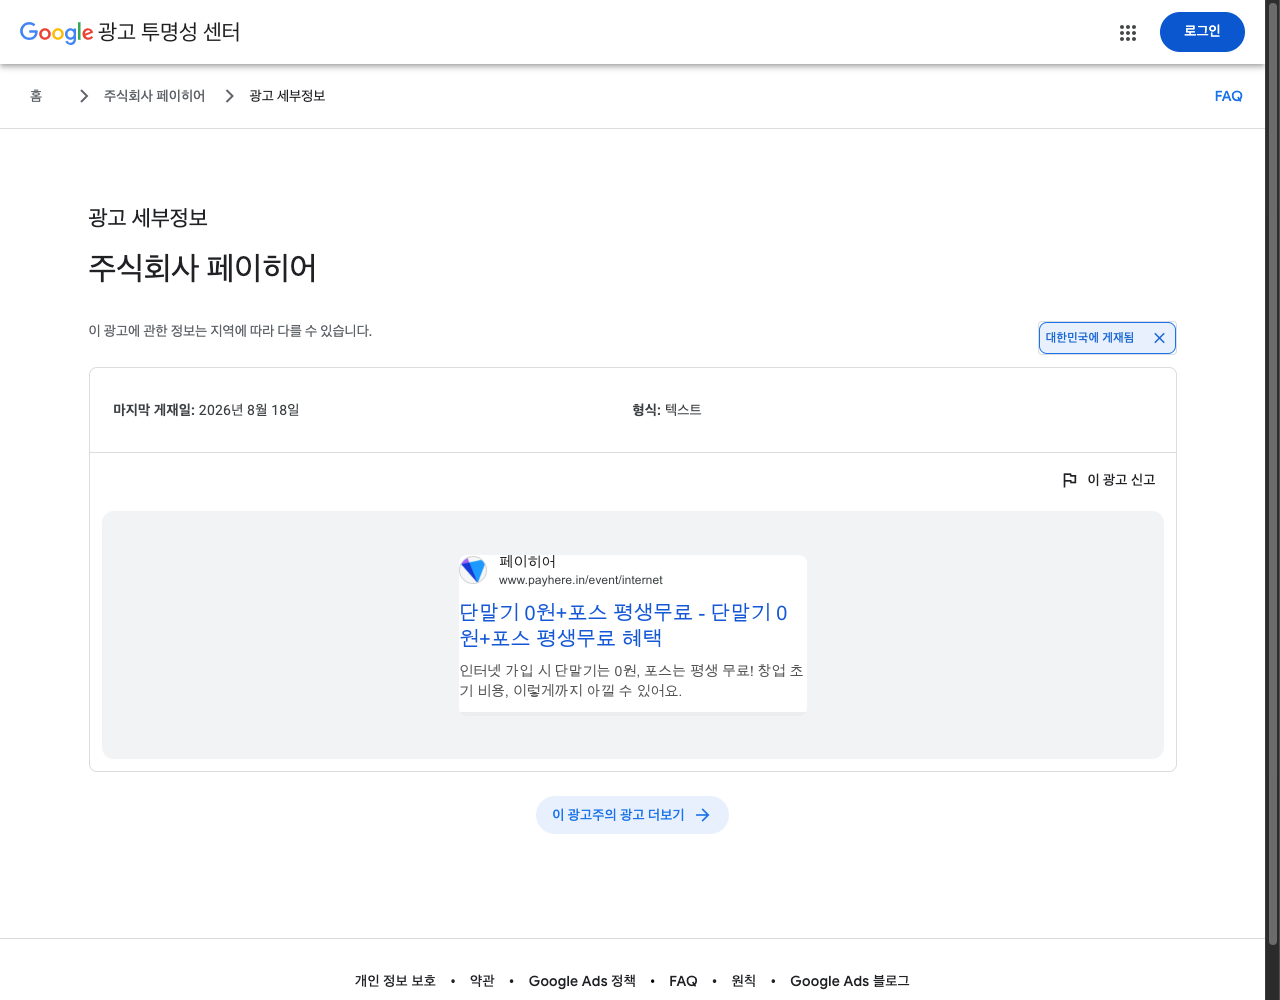 Google 광고 투명성 센터
로그인
홈
주식회사 페이히어
광고 세부정보
FAQ
광고 세부정보
주식회사 페이히어
이 광고에 관한 정보는 지역에 따라 다를 수 있습니다.
대한민국에 게재됨
마지막 게재일: 2026년 8월 18일
형식: 텍스트
이 광고 신고
페이히어
www.payhere.in/event/internet
단말기 0원+포스 평생무료 - 단말기 0
원+포스 평생무료 혜택
인터넷 가입 시 단말기는 0원, 포스는 평생 무료! 창업 초
기 비용, 이렇게까지 아낄 수 있어요.
이 광고주의 광고 더보기
개인 정보 보호 • 약관 • Google Ads 정책 • FAQ • 원칙 • Google Ads 블로그